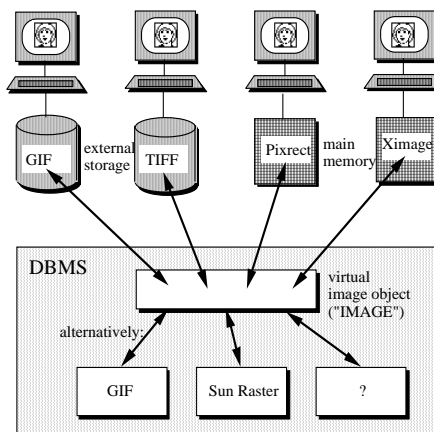 GIF
external
storage
TIFF
Pixrect
main
memory
Ximage
DBMS
virtual
image object
("IMAGE")
alternatively:
GIF
Sun Raster
?